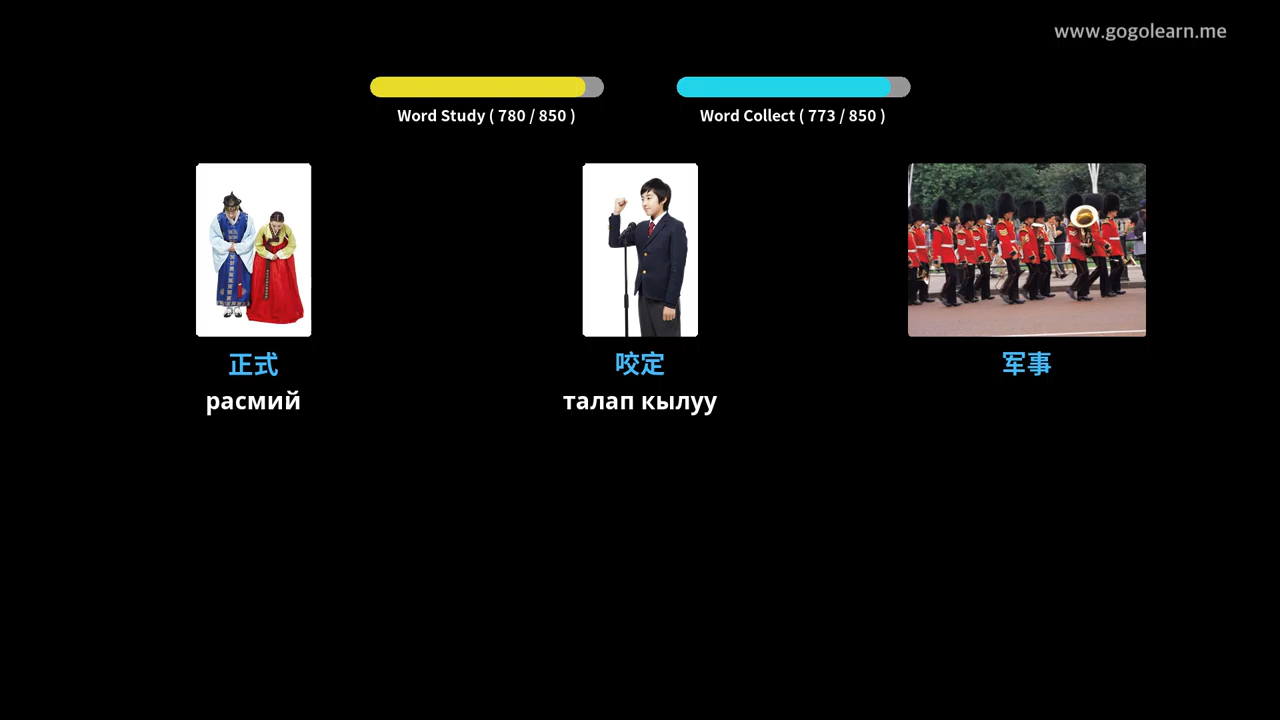 www.gogolearn.me
Word Study ( 780 / 850 )
Word Collect ( 773 / 850 )
正式
расмий
咬定
талап кылуу
军事